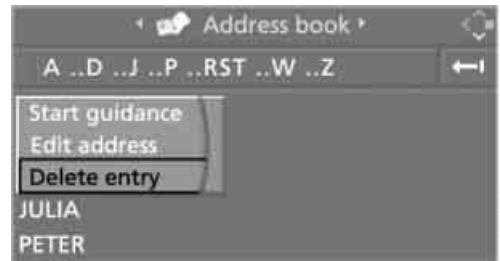 Address book
A ..D ..J ..P ..RST ..W ..Z
Start guidance
Edit address
Delete entry
JULIA
PETER